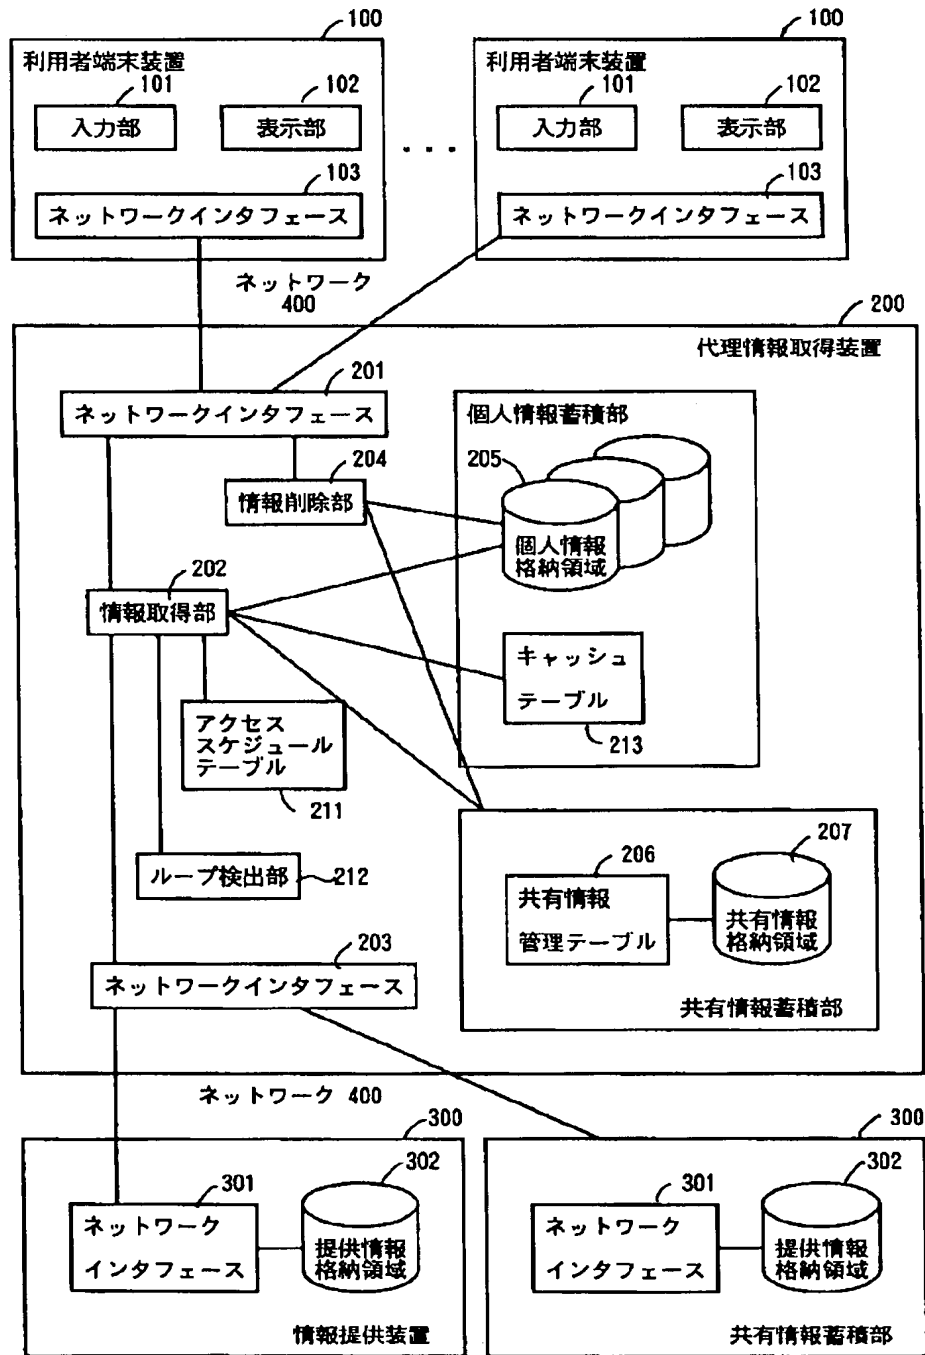 100
100
利用者端末装置
利用者端末装置
101
102
101
102
入力部
表示部
入力部
表示部
...
103
103
ネットワークインタフェース
ネットワークインタフェース
ネットワーク
400
200
代理情報取得装置
201
ネットワークインタフェース
個人情報蓄積部
204
205
情報削除部
個人情報
格納領域
202
情報取得部
キャッシュ
テーブル
213
アクセス
スケジュール
テーブル
211
207
206
ループ検出部
212
共有情報
管理テーブル
共有情報
格納領域
203
ネットワークインタフェース
共有情報蓄積部
ネットワーク 400
300
300
302
302
301
301
ネットワーク
インタフェース
提供情報
格納領域
ネットワーク
インタフェース
提供情報
格納領域
情報提供装置
共有情報蓄積部